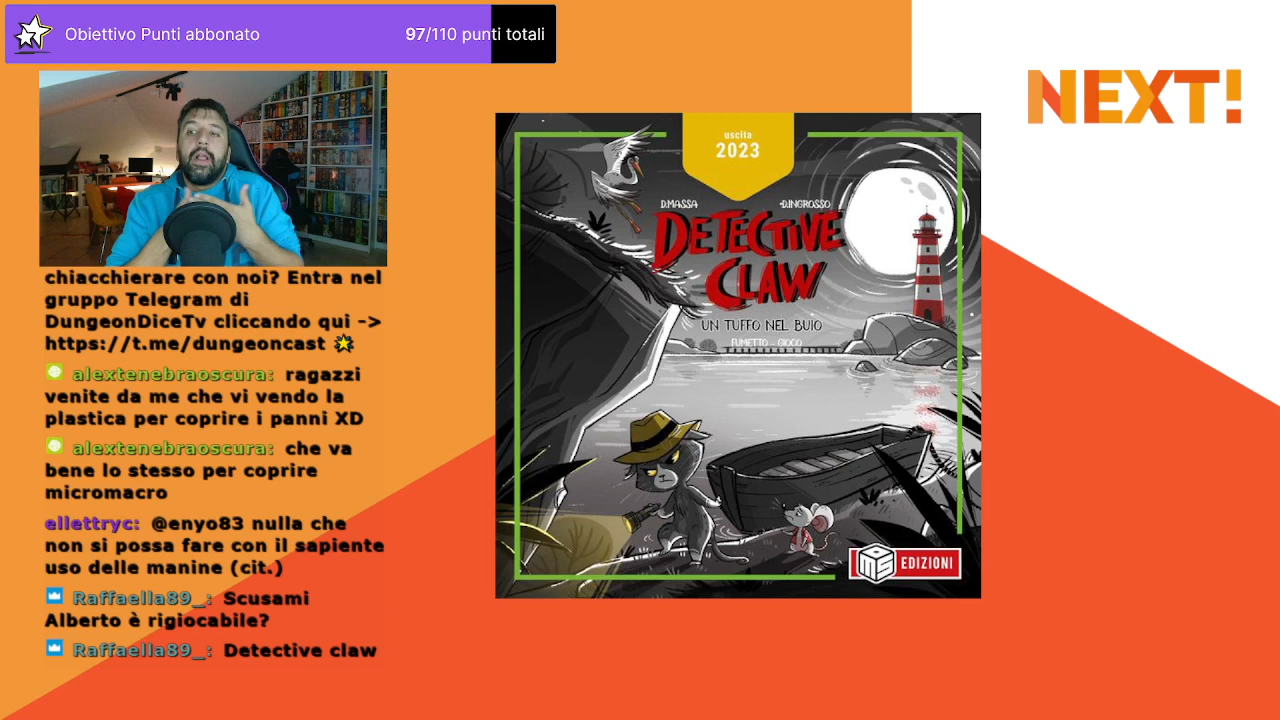 Obiettivo Punti abbonato
97/110 punti totali
NEXT!
chiacchierare con noi? Entra nel
gruppo Telegram di
DungeonDiceTv cliccando qui ->
https://t.me/dungeoncast
alextenebraoscura: ragazzi
venite da me che vi vendo la
plastica per coprire i panni XD
alextenebraoscura: che va
bene lo stesso per coprire
micromacro
ellettryc: @enyo83 nulla che
non si possa fare con il sapiente
uso delle manine (cit.)
Raffaella89_: Scusami
Alberto è rigiocabile?
Raffaella89_: Detective claw
uscita
2023
D.MASSA
D.INGROSSO
DETECTIVE
CLAW
UN TUFFO NEL BUIO
FUMETTO - GIOCO
MS EDIZIONI